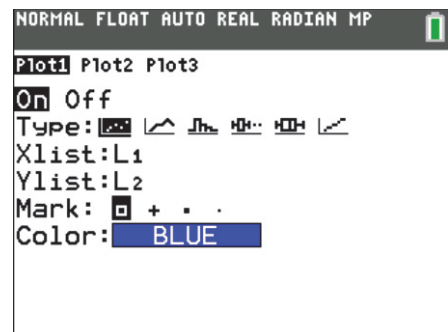 NORMAL FLOAT AUTO REAL RADIAN MP
Plot1 Plot2 Plot3
On Off
Type:
Xlist:L1
Ylist:L2
Mark: □ + ▪ ·
Color: BLUE